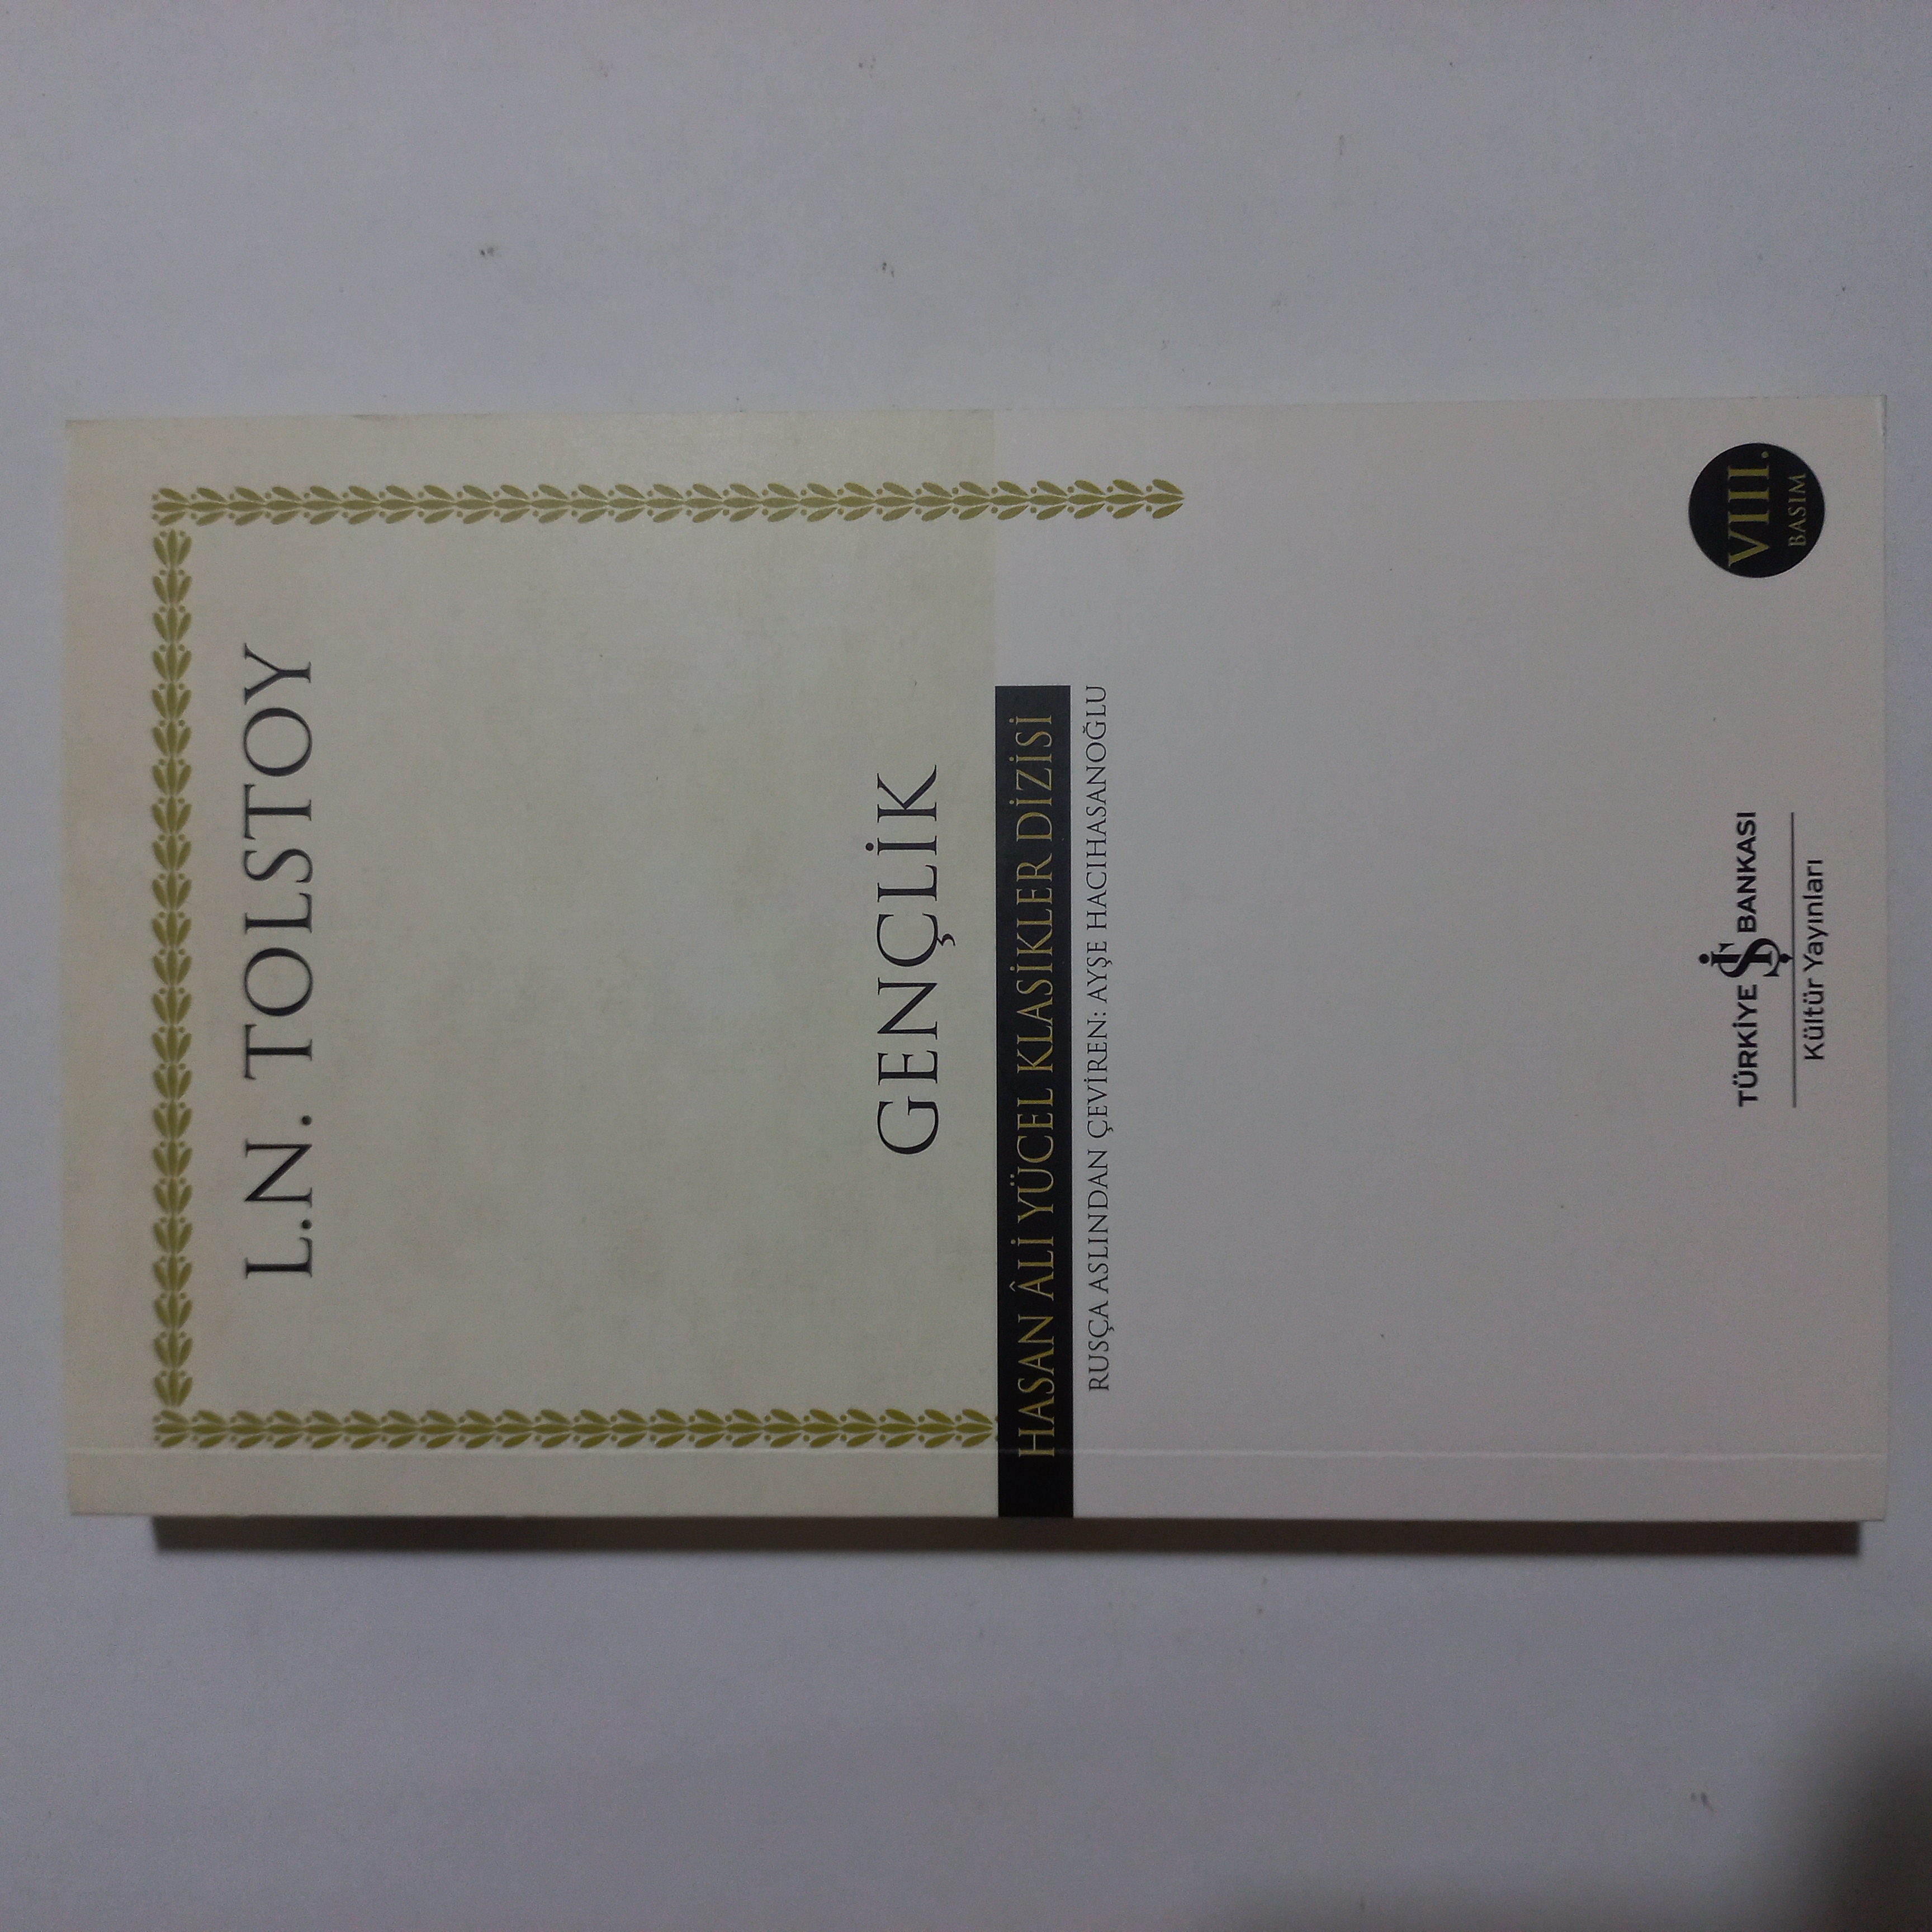 L.N. TOLSTOY
GENÇLİK
HASAN ÂLİ YÜCEL KLASİKLER DİZİSİ
RUSÇA ASLINDAN ÇEVİREN: AYŞE HACIHASANOĞLU
TÜRKİYE İŞ BANKASI
Kültür Yayınları
VIII.
BASIM